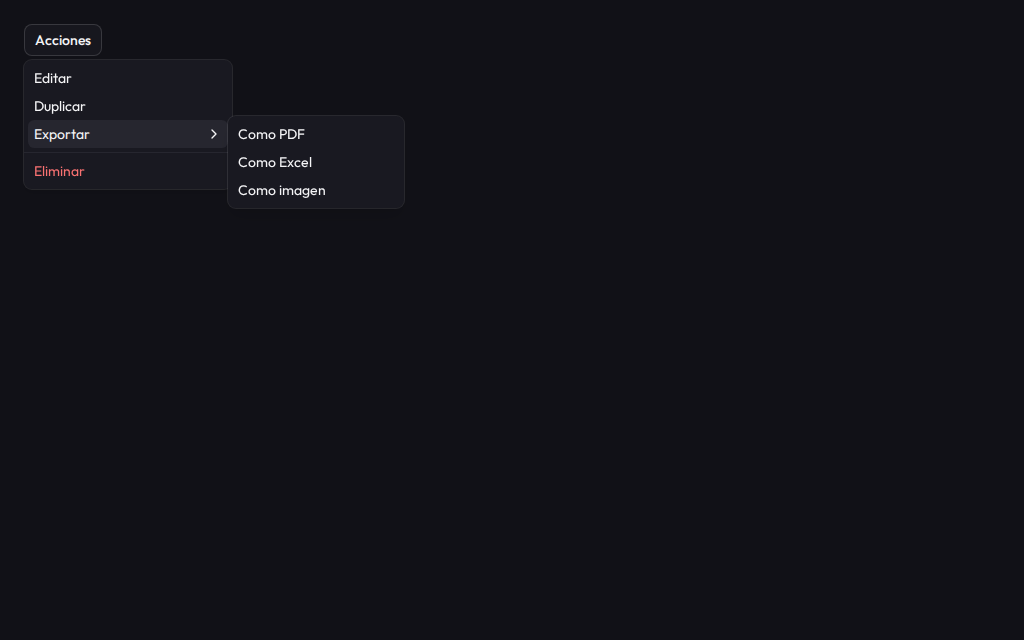 Acciones
Editar
Duplicar
Exportar
Eliminar
Como PDF
Como Excel
Como imagen